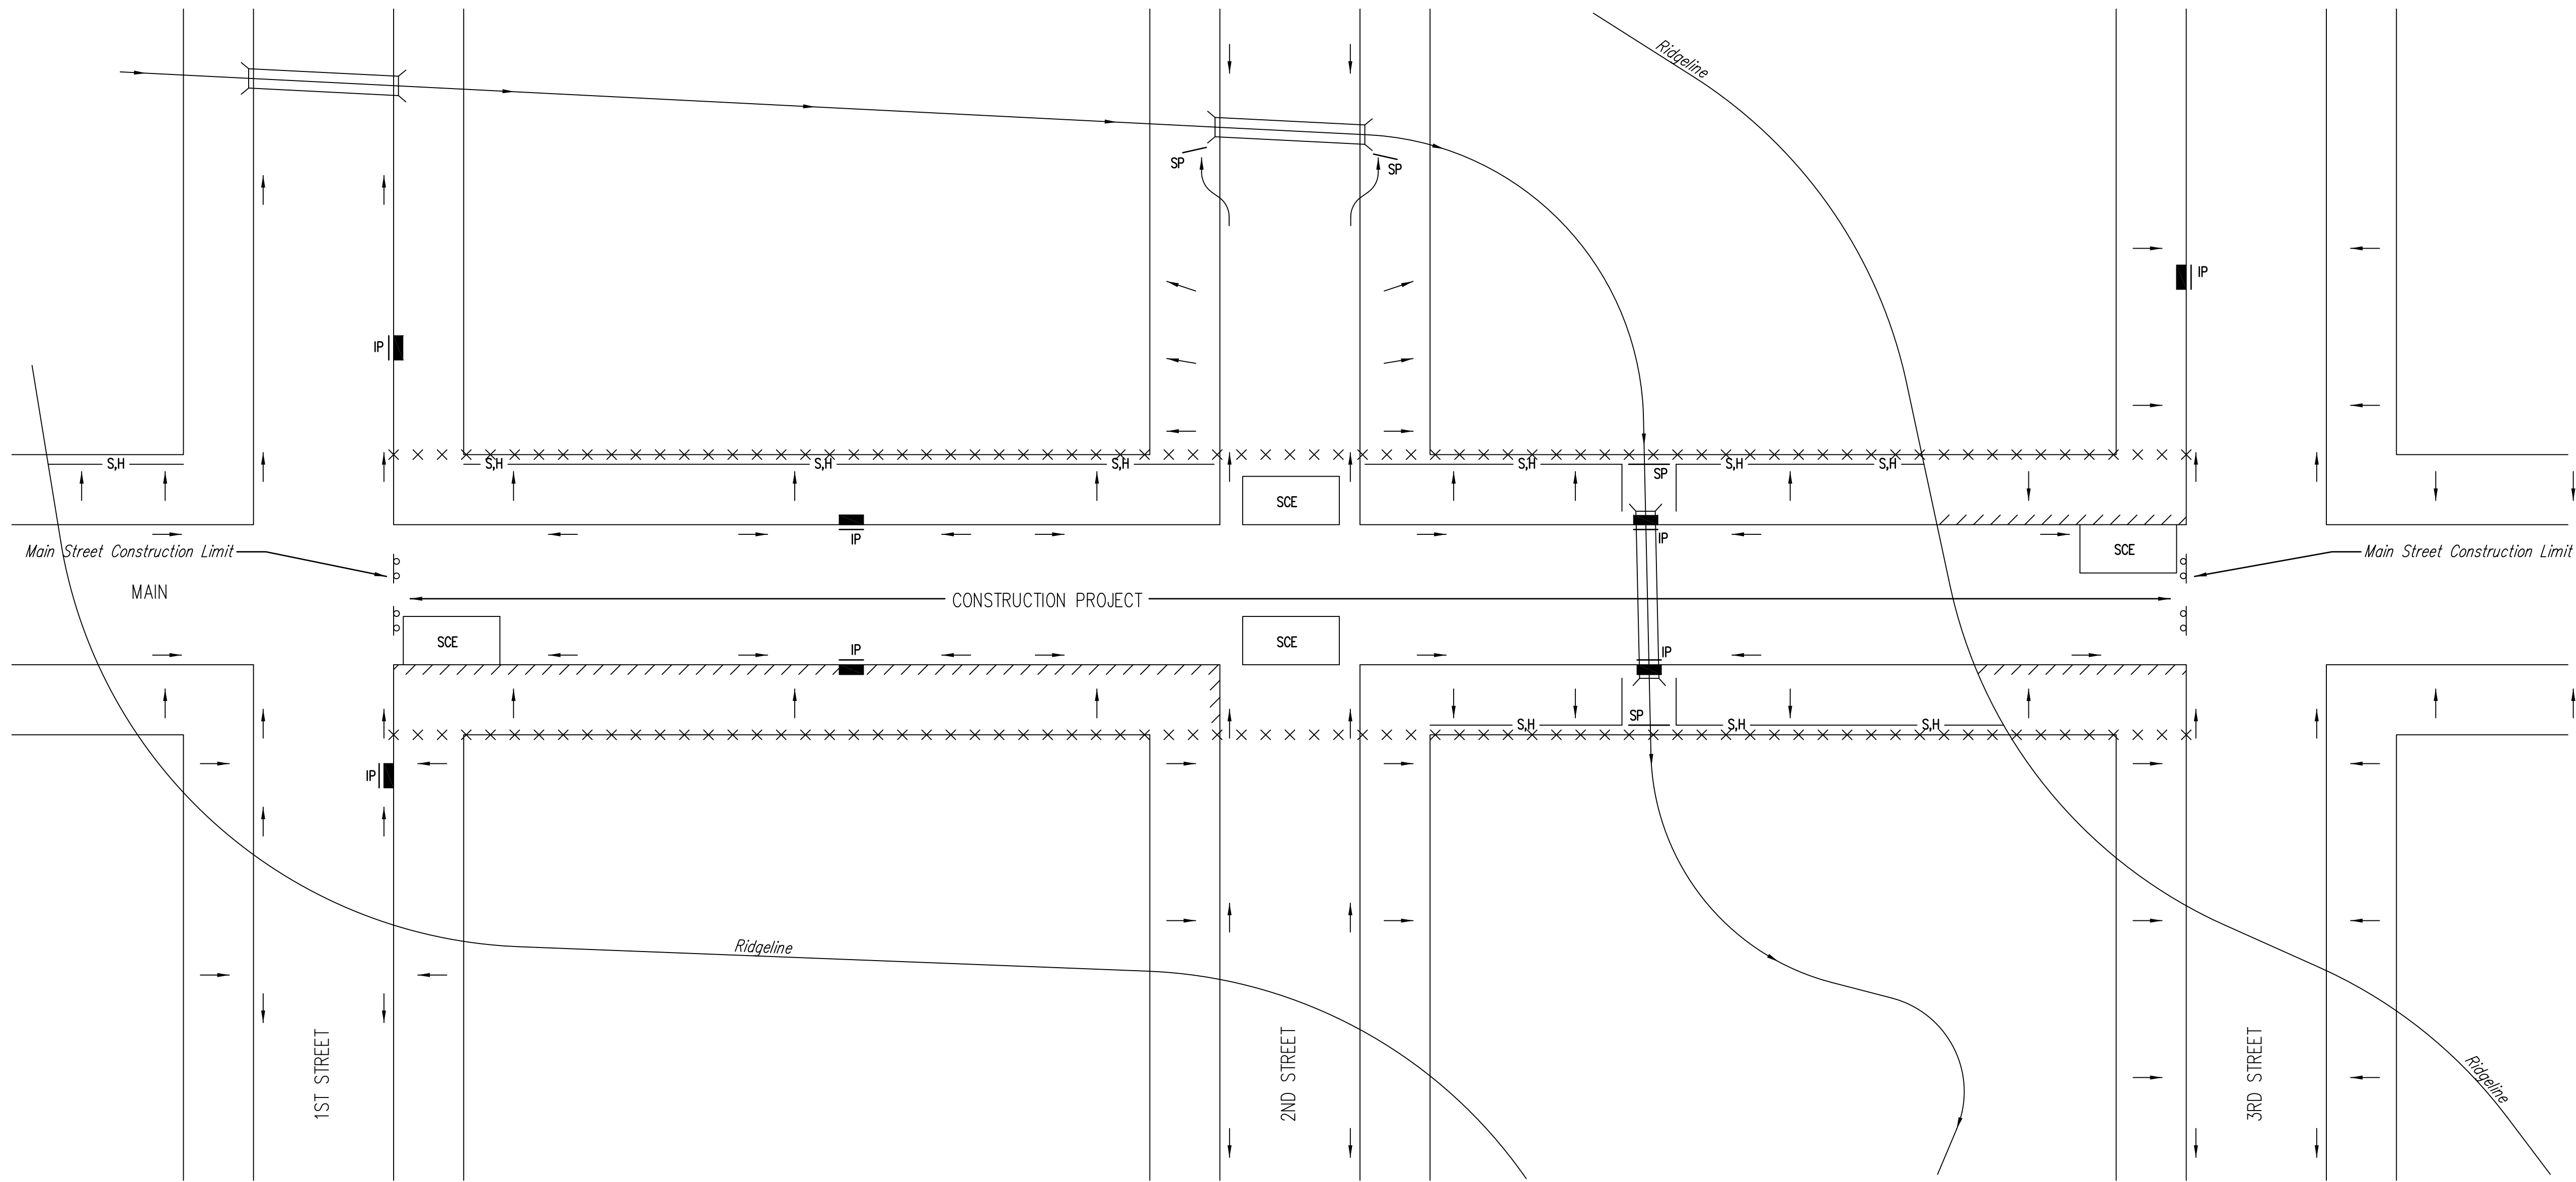 Ridgeline
SP
SP
IP
IP
S,H
S,H
S,H
S,H
S,H
S,H
S,H
SP
SCE
IP
IP
Main Street Construction Limit
SCE
Main Street Construction Limit
MAIN
CONSTRUCTION PROJECT
SCE
SCE
IP
IP
S,H
SP
S,H
S,H
IP
Ridgeline
1ST STREET
2ND STREET
3RD STREET
Ridgeline